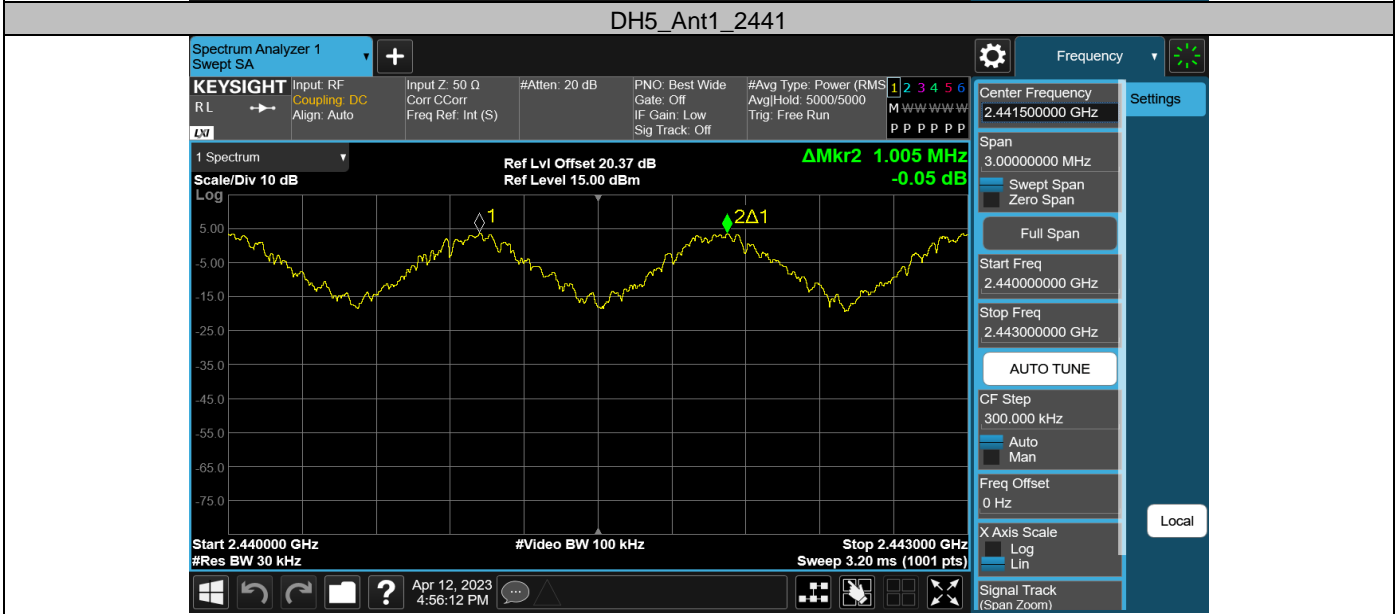 DH5_Ant1_2441
Spectrum Analyzer 1
Swept SA
+
Frequency
KEYSIGHT
RL
LXI
Input: RF
Coupling: DC
Align: Auto
Input Z: 50 Ω
Corr CCorr
Freq Ref: Int (S)
#Atten: 20 dB
PNO: Best Wide
Gate: Off
IF Gain: Low
Sig Track: Off
#Avg Type: Power (RMS
Avg|Hold: 5000/5000
Trig: Free Run
1 2 3 4 5 6
M W W W W W
P P P P P P
1 Spectrum
Scale/Div 10 dB
Log
Ref Lvl Offset 20.37 dB
Ref Level 15.00 dBm
ΔMkr2 1.005 MHz
-0.05 dB
1
2Δ1
5.00
-5.00
-15.0
-25.0
-35.0
-45.0
-55.0
-65.0
-75.0
Start 2.440000 GHz
#Res BW 30 kHz
#Video BW 100 kHz
Stop 2.443000 GHz
Sweep 3.20 ms (1001 pts)
Center Frequency
2.441500000 GHz
Settings
Span
3.00000000 MHz
Swept Span
Zero Span
Full Span
Start Freq
2.440000000 GHz
Stop Freq
2.443000000 GHz
AUTO TUNE
CF Step
300.000 kHz
Auto
Man
Freq Offset
0 Hz
X Axis Scale
Log
Lin
Local
Signal Track
(Span Zoom)
?
Apr 12, 2023
4:56:12 PM